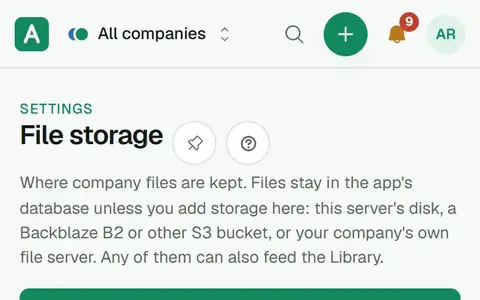 A
All companies
9
AR
SETTINGS
File storage
Where company files are kept. Files stay in the app's
database unless you add storage here: this server's disk, a
Backblaze B2 or other S3 bucket, or your company's own
file server. Any of them can also feed the Library.